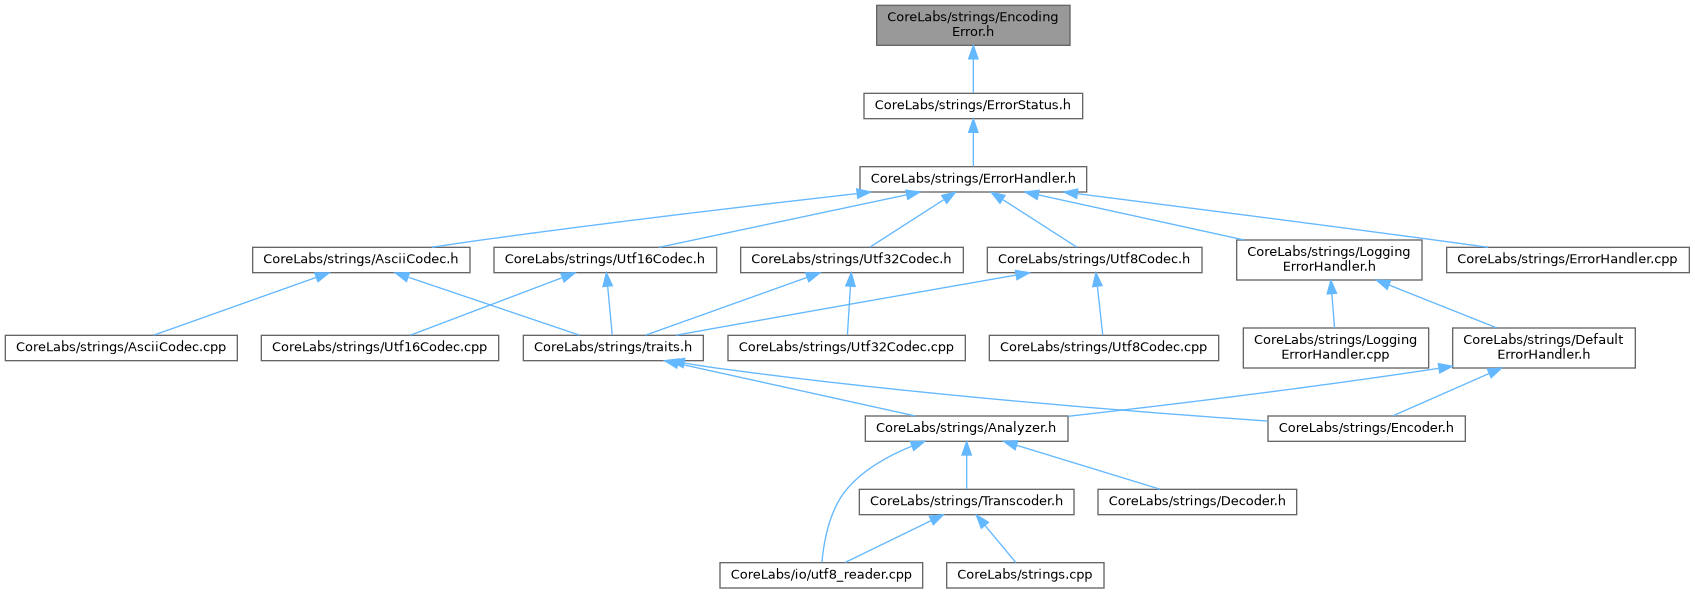 CoreLabs/strings/Encoding
Error.h
CoreLabs/strings/ErrorStatus.h
CoreLabs/strings/ErrorHandler.h
CoreLabs/strings/AsciiCodec.h
CoreLabs/strings/Utf16Codec.h
CoreLabs/strings/Utf32Codec.h
CoreLabs/strings/Utf8Codec.h
CoreLabs/strings/Logging
ErrorHandler.h
CoreLabs/strings/ErrorHandler.cpp
CoreLabs/strings/AsciiCodec.cpp
CoreLabs/strings/Utf16Codec.cpp
CoreLabs/strings/traits.h
CoreLabs/strings/Utf32Codec.cpp
CoreLabs/strings/Utf8Codec.cpp
CoreLabs/strings/Logging
ErrorHandler.cpp
CoreLabs/strings/Default
ErrorHandler.h
CoreLabs/strings/Analyzer.h
CoreLabs/strings/Encoder.h
CoreLabs/strings/Transcoder.h
CoreLabs/strings/Decoder.h
CoreLabs/io/utf8_reader.cpp
CoreLabs/strings.cpp